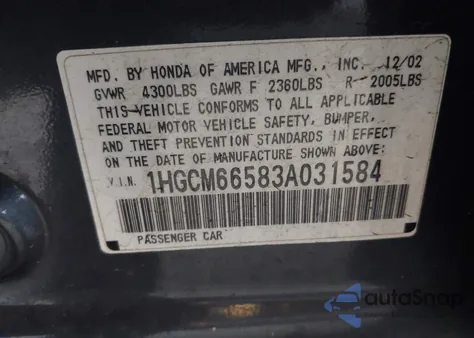 MFD. BY HONDA OF AMERICA MFG., INC. 12/02
GVWR 4300LBS GAWR F 2360LBS R 2005LBS
THIS VEHICLE CONFORMS TO ALL APPLICABLE
FEDERAL MOTOR VEHICLE SAFETY, BUMPER,
AND THEFT PREVENTION STANDARDS IN EFFECT
ON THE DATE OF MANUFACTURE SHOWN ABOVE.
V.I.N. 1HGCM66583A031584
PASSENGER CAR
autoSnap